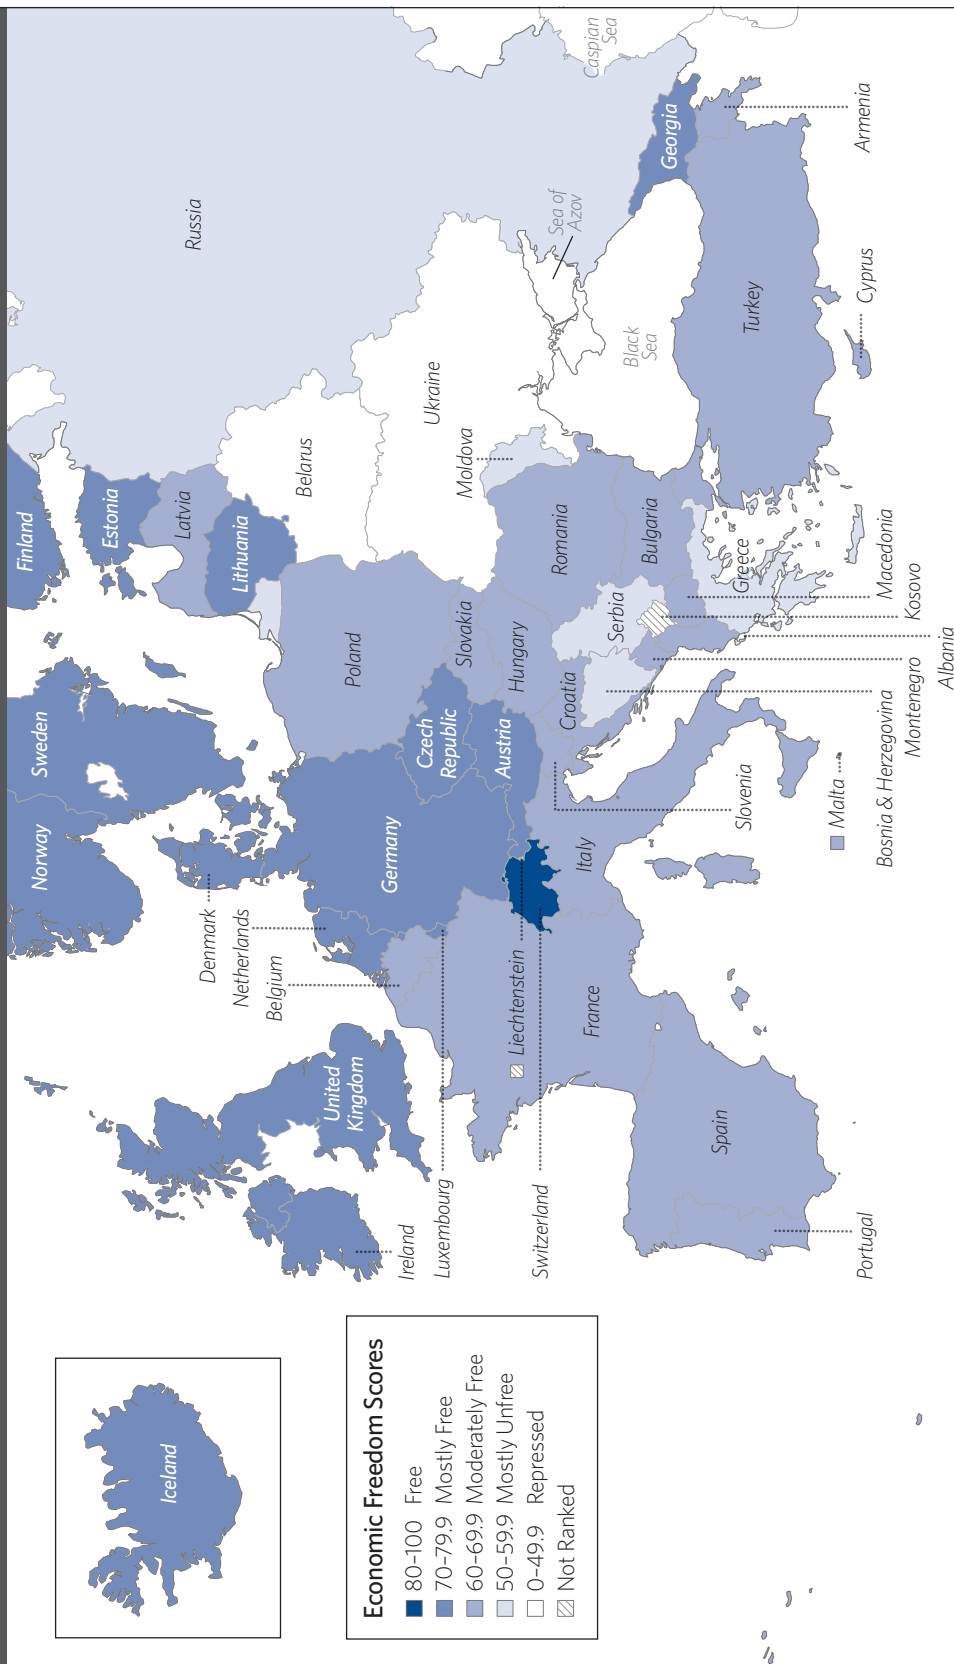 Iceland
Economic Freedom Scores
80–100 Free
70–79.9 Mostly Free
60–69.9 Moderately Free
50–59.9 Mostly Unfree
0–49.9 Repressed
Not Ranked
Norway
Sweden
Finland
Estonia
Latvia
Lithuania
Russia
Denmark
Netherlands
Belgium
United
Kingdom
Ireland
Luxembourg
Germany
Poland
Belarus
Ukraine
Czech
Republic
Slovakia
Austria
Hungary
Moldova
Liechtenstein
Switzerland
France
Italy
Croatia
Serbia
Romania
Bulgaria
Sea of
Azov
Black
Sea
Caspian
Sea
Georgia
Spain
Portugal
Slovenia
Malta
Bosnia & Herzegovina
Montenegro
Albania
Kosovo
Macedonia
Greece
Turkey
Cyprus
Armenia